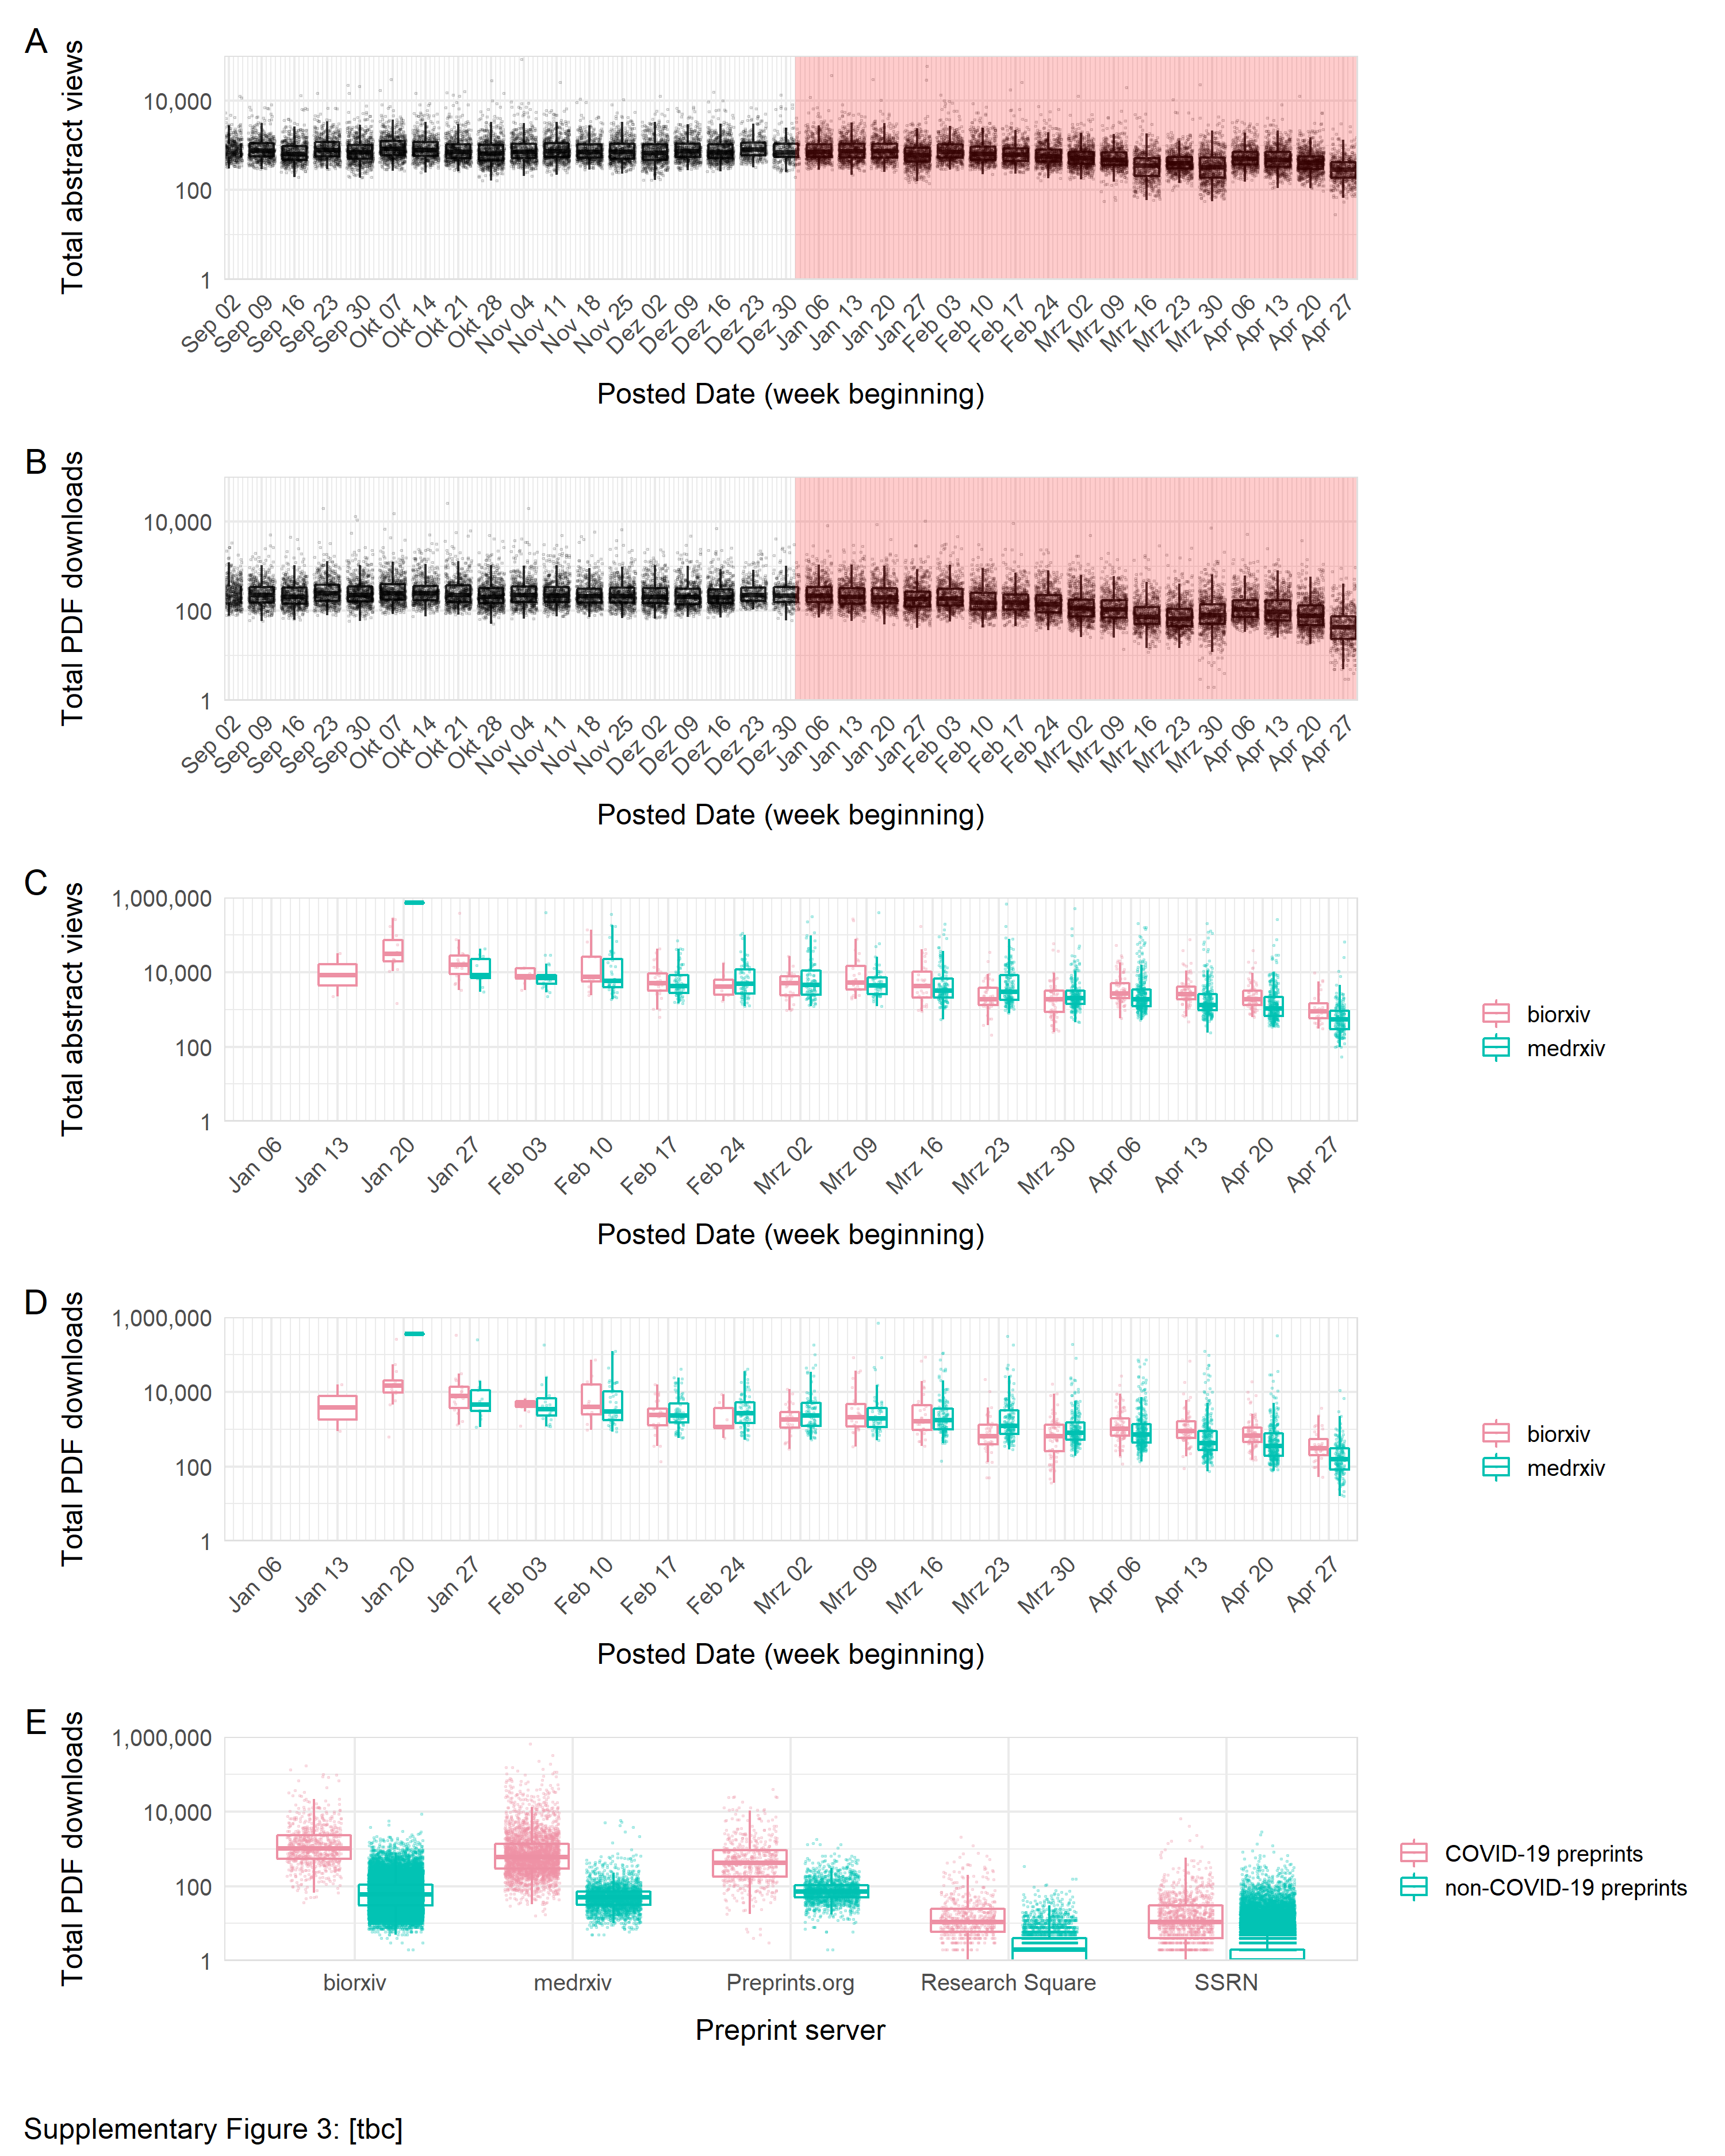 A
Total abstract views
10,000
100
1
Sep 02
Sep 09
Sep 16
Sep 23
Sep 30
Okt 07
Okt 14
Okt 21
Okt 28
Nov 04
Nov 11
Nov 18
Nov 25
Dez 02
Dez 09
Dez 16
Dez 23
Dez 30
Jan 06
Jan 13
Jan 20
Jan 27
Feb 03
Feb 10
Feb 17
Feb 24
Mrz 02
Mrz 09
Mrz 16
Mrz 23
Mrz 30
Apr 06
Apr 13
Apr 20
Apr 27
Posted Date (week beginning)
B
Total PDF downloads
10,000
100
1
Sep 02
Sep 09
Sep 16
Sep 23
Sep 30
Okt 07
Okt 14
Okt 21
Okt 28
Nov 04
Nov 11
Nov 18
Nov 25
Dez 02
Dez 09
Dez 16
Dez 23
Dez 30
Jan 06
Jan 13
Jan 20
Jan 27
Feb 03
Feb 10
Feb 17
Feb 24
Mrz 02
Mrz 09
Mrz 16
Mrz 23
Mrz 30
Apr 06
Apr 13
Apr 20
Apr 27
Posted Date (week beginning)
C
Total abstract views
1,000,000
10,000
100
1
Jan 06
Jan 13
Jan 20
Jan 27
Feb 03
Feb 10
Feb 17
Feb 24
Mrz 02
Mrz 09
Mrz 16
Mrz 23
Mrz 30
Apr 06
Apr 13
Apr 20
Apr 27
Posted Date (week beginning)
biorxiv
medrxiv
D
Total PDF downloads
1,000,000
10,000
100
1
Jan 06
Jan 13
Jan 20
Jan 27
Feb 03
Feb 10
Feb 17
Feb 24
Mrz 02
Mrz 09
Mrz 16
Mrz 23
Mrz 30
Apr 06
Apr 13
Apr 20
Apr 27
Posted Date (week beginning)
biorxiv
medrxiv
E
Total PDF downloads
1,000,000
10,000
100
1
biorxiv
medrxiv
Preprints.org
Research Square
SSRN
Preprint server
COVID-19 preprints
non-COVID-19 preprints
Supplementary Figure 3: [tbc]